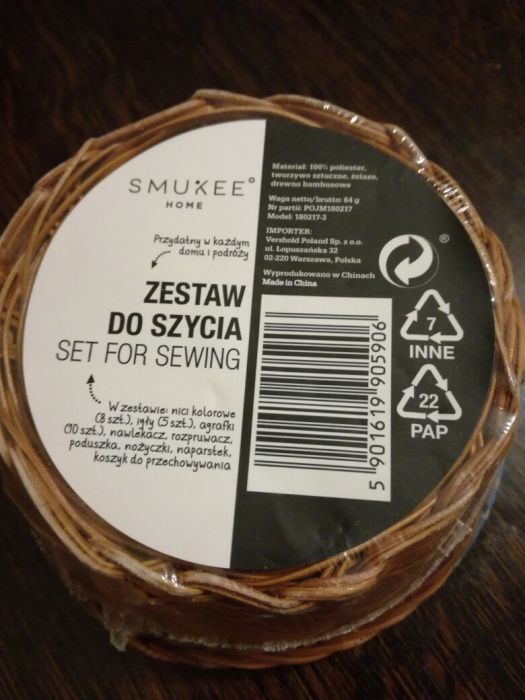 SMUKEE°
HOME
Przydatny w każdym
domu i podróży
ZESTAW
DO SZYCIA
SET FOR SEWING
W zestawie: nici kolorowe
(8 szt.), igły (5 szt.), agrafki
(10 szt.), nawlekacz, rozpruwacz,
poduszka, nożyczki, naparstek,
koszyk do przechowywania
Materiał: 100% poliester,
tworzywo sztuczne, żelazo,
drewno bambusowe
Waga netto/brutto: 64 g
Nr partii: POJM180217
Model: 180217-3
IMPORTER:
Vershold Poland Sp. z o.o.
ul. Łopuszańska 32
02-220 Warszawa, Polska
Wyprodukowano w Chinach
Made in China
®
7
INNE
22
PAP
5 901619 905906